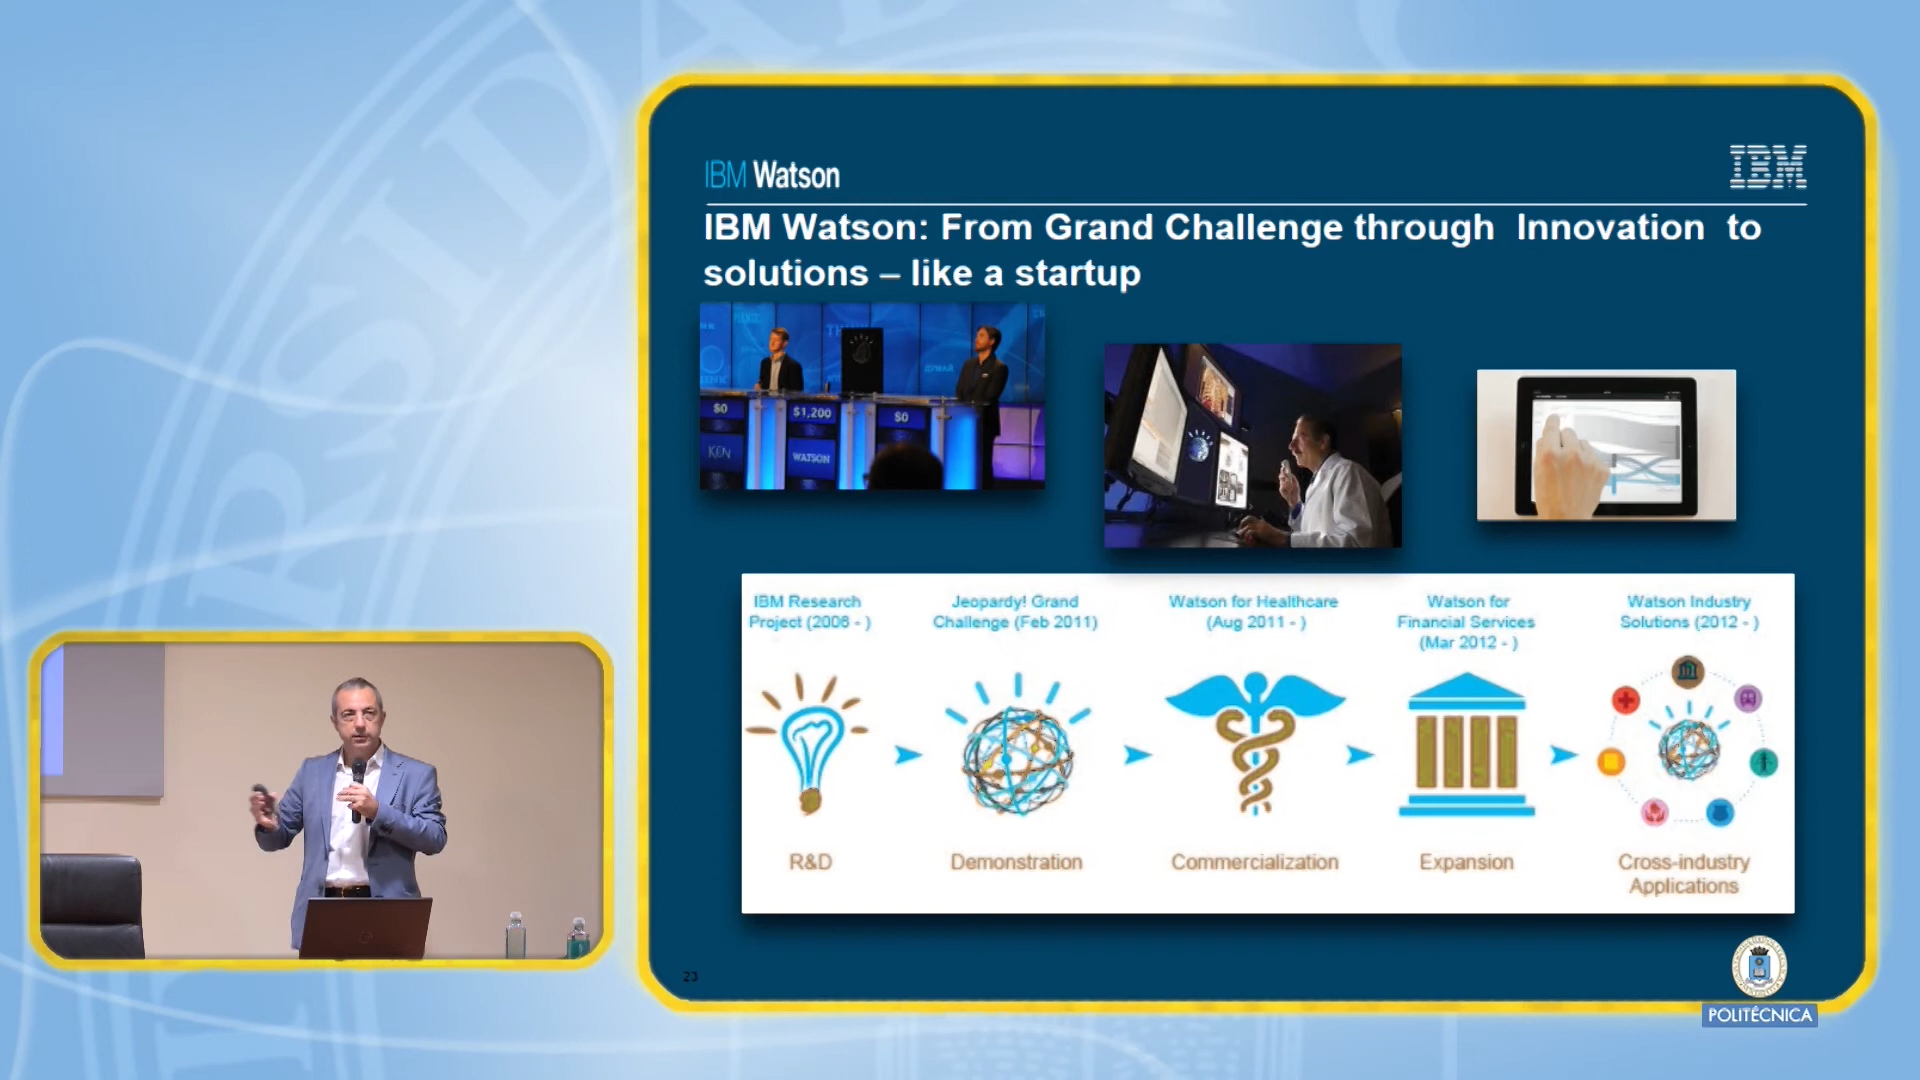 IBM Watson
IBM
IBM Watson: From Grand Challenge through Innovation to
solutions – like a startup
THINK
$0
$1,200
$0
KEN
WATSON
IBM Research
Project (2006 - )
Jeopardy! Grand
Challenge (Feb 2011)
Watson for Healthcare
(Aug 2011 - )
Watson for
Financial Services
(Mar 2012 - )
Watson Industry
Solutions (2012 - )
R&D
Demonstration
Commercialization
Expansion
Cross-industry
Applications
23
POLITÉCNICA